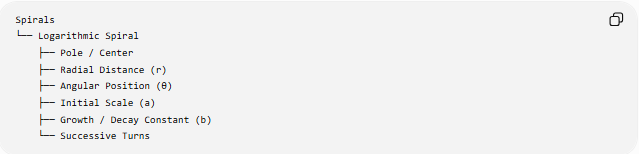 Spirals
└── Logarithmic Spiral
├── Pole / Center
├── Radial Distance (r)
├── Angular Position (θ)
├── Initial Scale (a)
├── Growth / Decay Constant (b)
└── Successive Turns